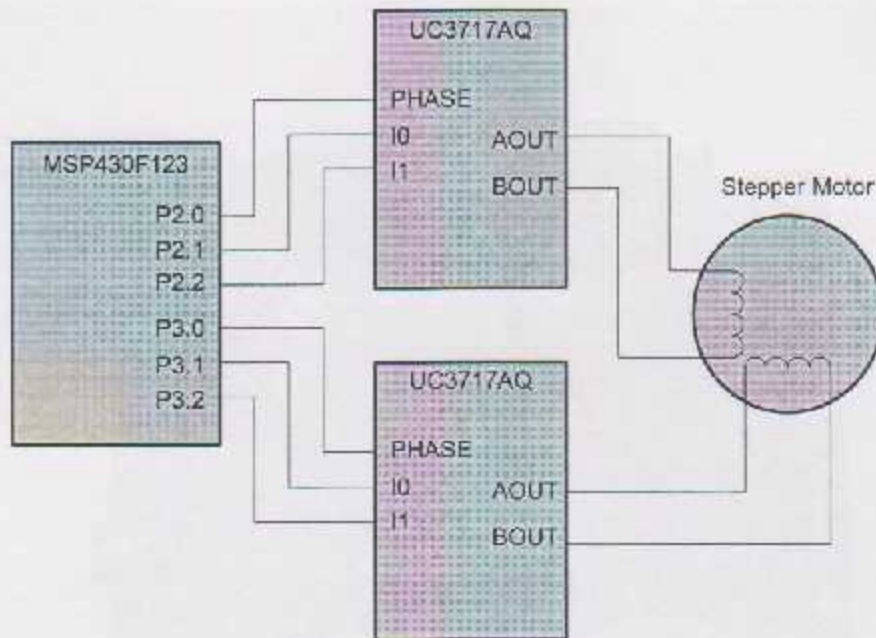 UC3717AQ
PHASE
I0
I1
AOUT
BOUT
MSP430F123
P2.0
P2.1
P2.2
P3.0
P3.1
P3.2
Stepper Motor
UC3717AQ
PHASE
I0
I1
AOUT
BOUT